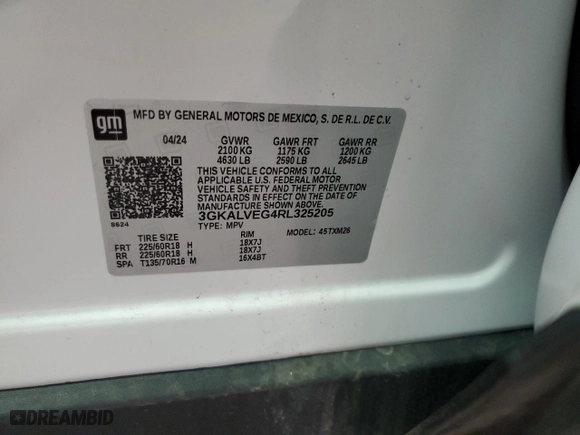 gm
MFD BY GENERAL MOTORS DE MEXICO, S. DE R.L. DE C.V.
04/24 GVWR GAWR FRT GAWR RR
2100 KG 1175 KG 1200 KG
4630 LB 2590 LB 2645 LB
THIS VEHICLE CONFORMS TO ALL
APPLICABLE U.S. FEDERAL MOTOR
VEHICLE SAFETY AND THEFT PREVENTION
STANDARDS IN EFFECT ON THE DATE OF
MANUFACTURE SHOWN ABOVE.
3GKALVEG4RL325205
8624 TYPE: MPV MODEL: 4STXM26
TIRE SIZE RIM
FRT 225/60R18 H 18X7J
RR 225/60R18 H 18X7J
SPA T135/70R16 M 16X4BT
DREAMBID